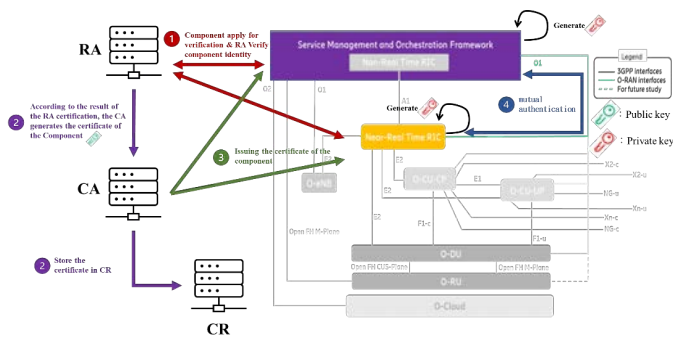 RA
1
Component apply for
verification & RA Verify
component identity
Generate
Service Management and Orchestration Framework
Non-Real Time RIC
O1
Legend
3GPP interfaces
O-RAN interfaces
For future study
O2
O1
A1
Generate
4
mutual
authentication
: Public key
: Private key
2
According to the result of
the RA certification, the CA
generates the certificate of
the Component
Near-Real Time RIC
3
Issuing the certificate of the
component
E2
E2
O-eNB
O-CU-CP
E1
O-CU-UP
X2-c
X2-u
NG-u
Xn-u
Xn-c
NG-c
CA
E2
E2
F1-c
F1-u
Open FH M-Plane
O-DU
Open FH CUS-Plane
Open FH M-Plane
O-RU
O-Cloud
2
Store the
certificate in CR
CR